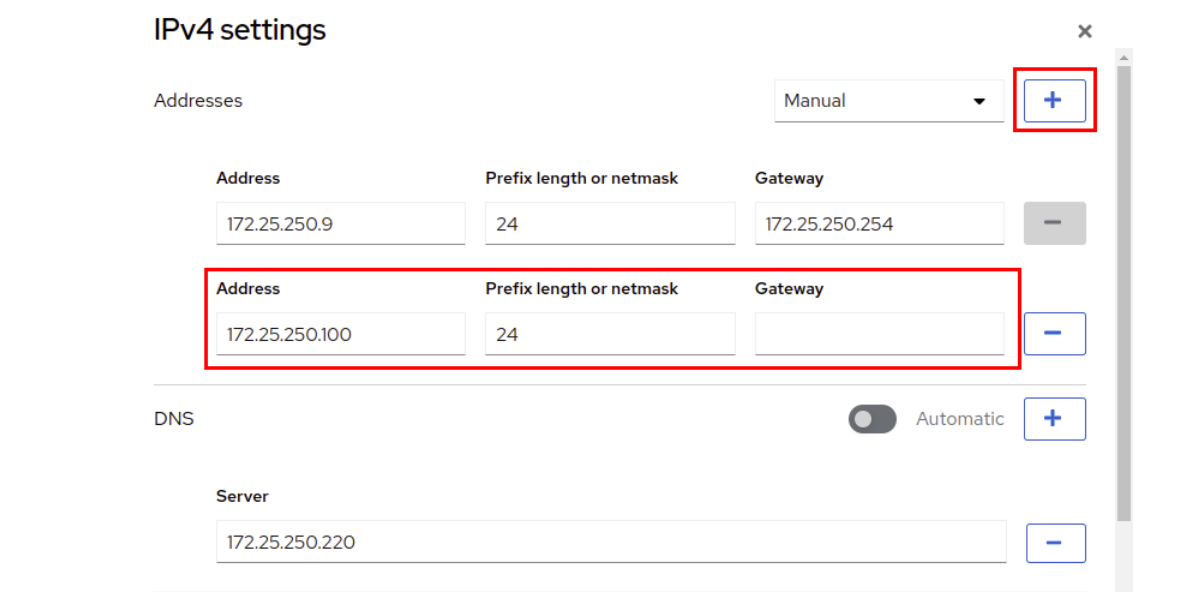 IPv4 settings
Addresses
Manual
Address Prefix length or netmask Gateway
172.25.250.9 24 172.25.250.254
Address Prefix length or netmask Gateway
172.25.250.100 24
DNS
Automatic
Server
172.25.250.220